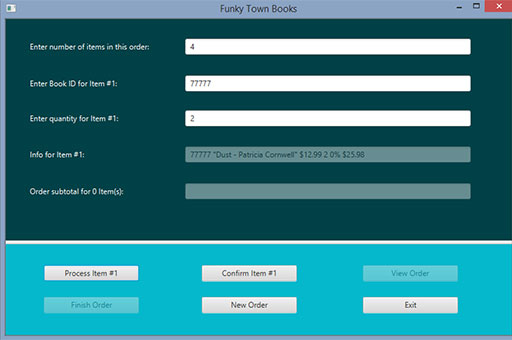 Funky Town Books
Enter number of items in this order: 4
Enter Book ID for Item #1: 77777
Enter quantity for Item #1: 2
Info for Item #1: 77777 "Dust - Patricia Cornwell" $12.99 2 0% $25.98
Order subtotal for 0 Item(s):
Process Item #1 Confirm Item #1 View Order
Finish Order New Order Exit